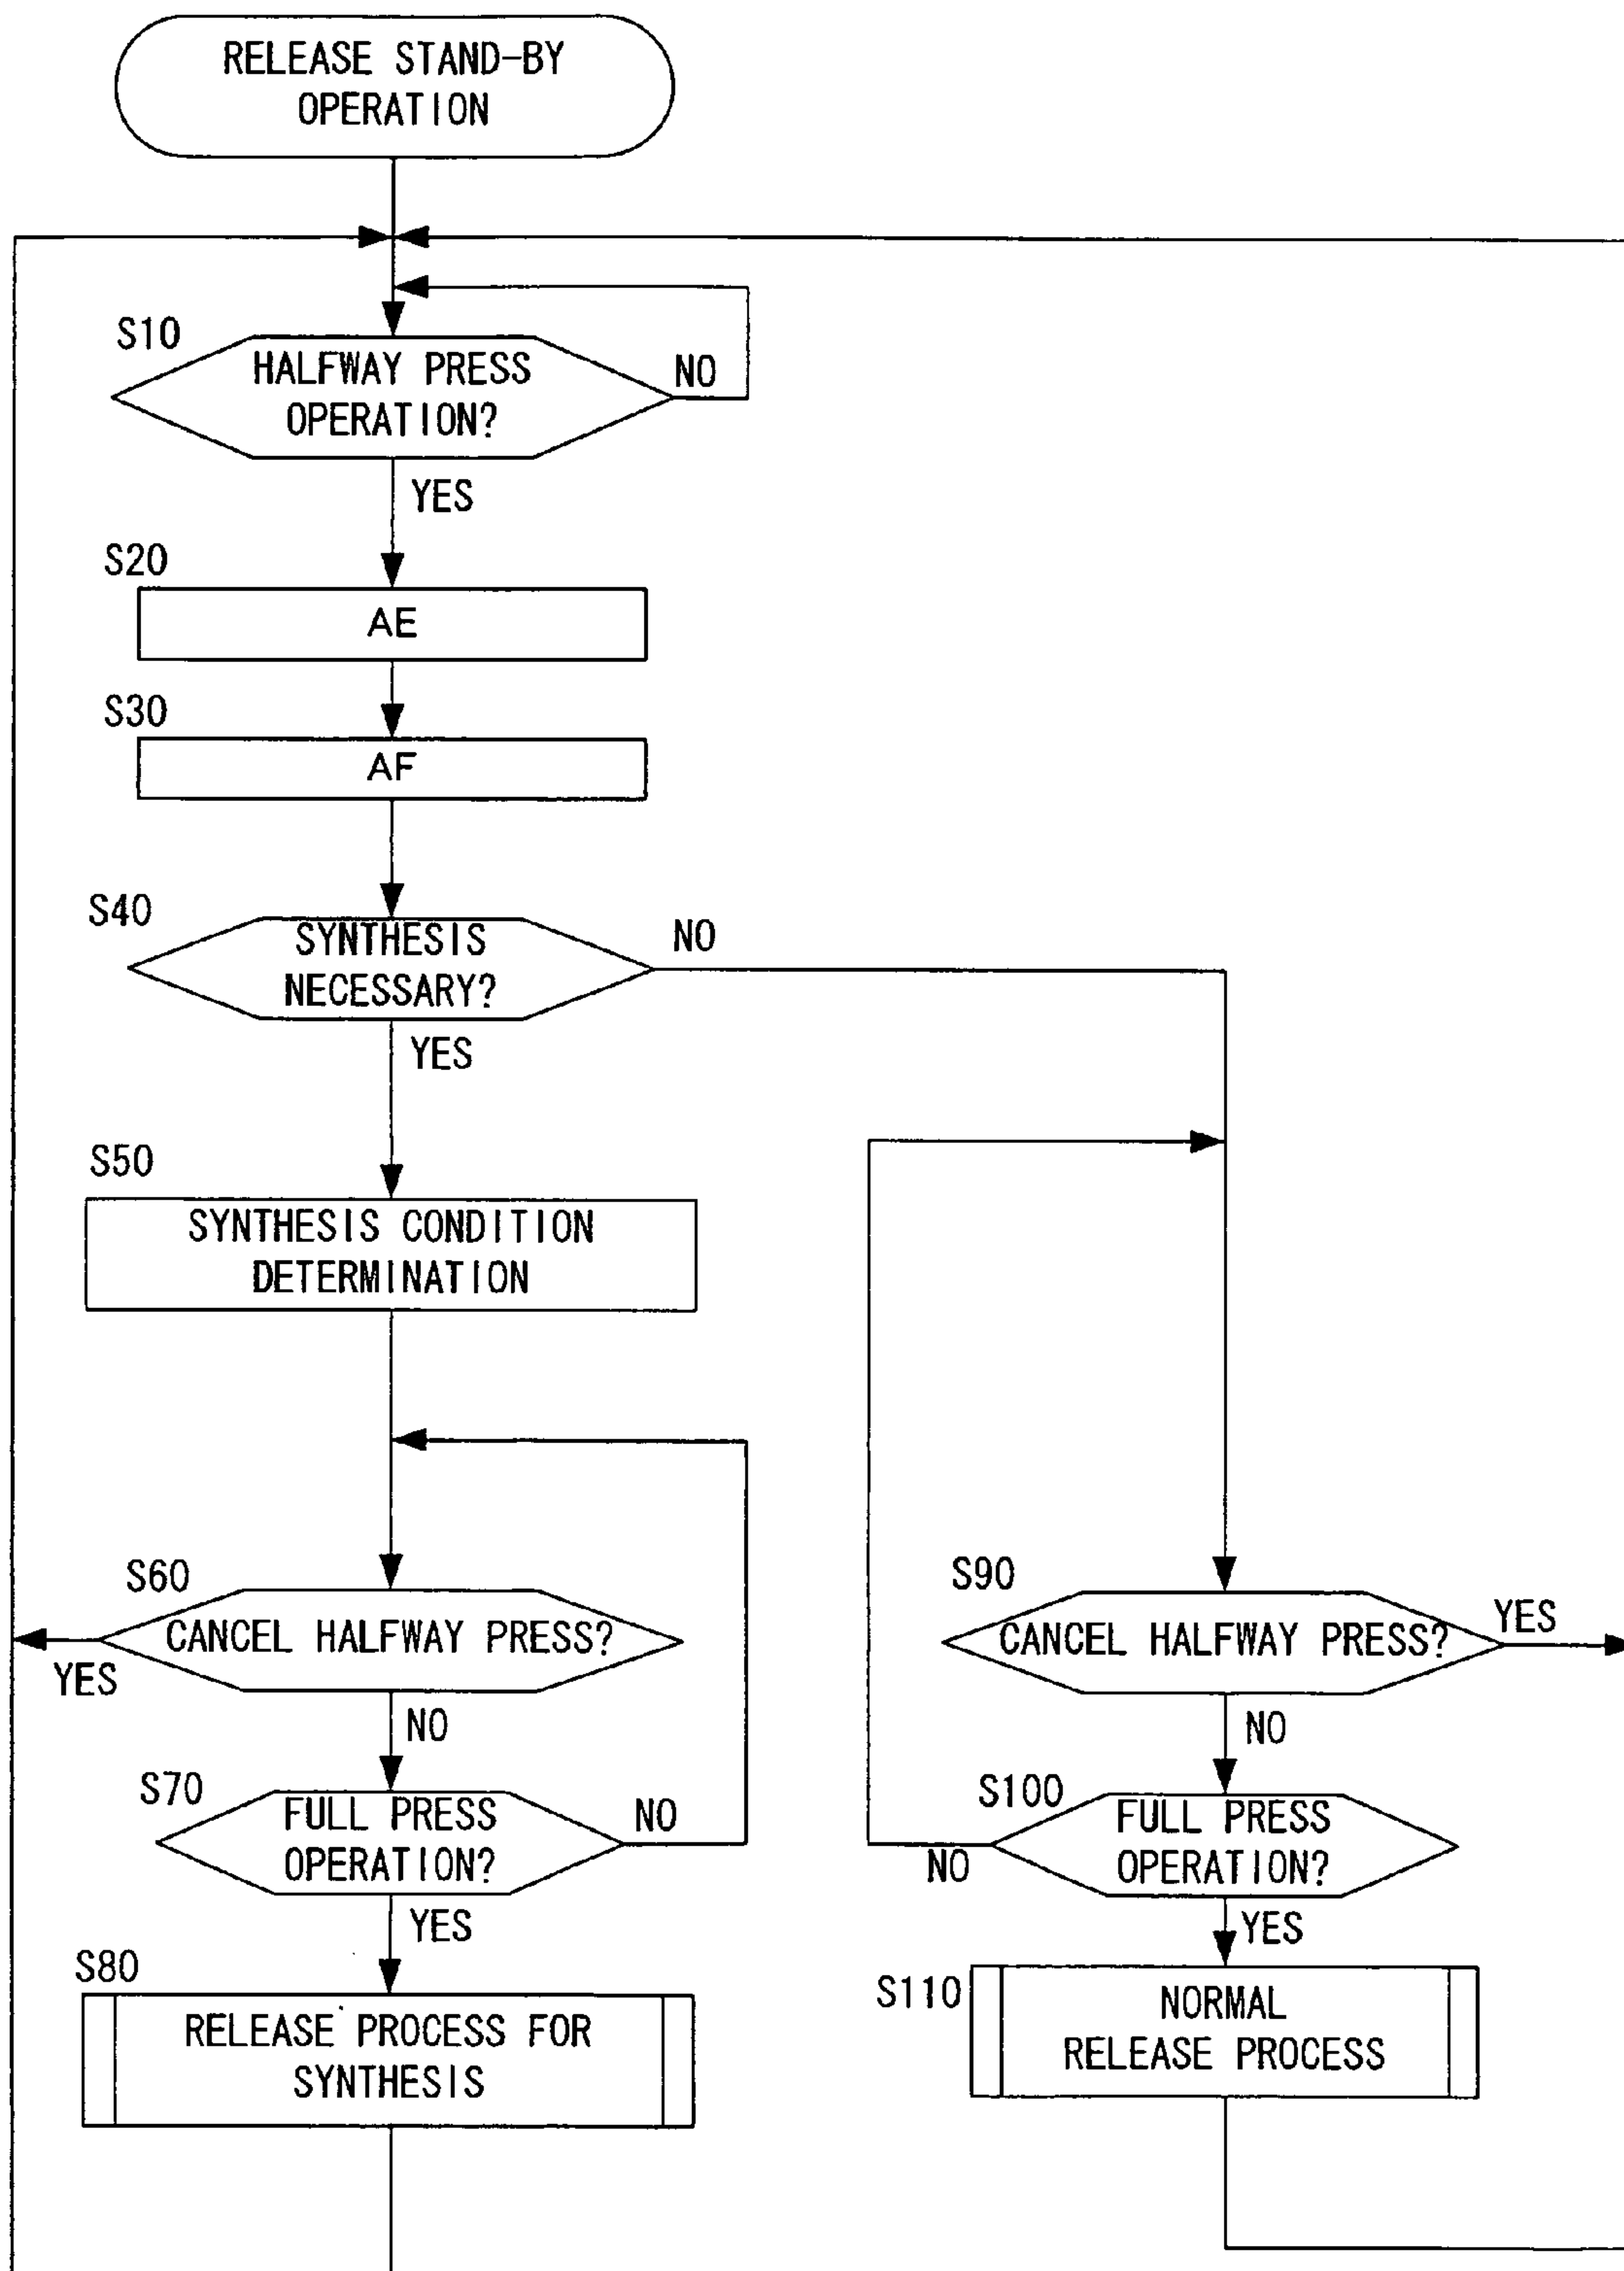 RELEASE STAND-BY
OPERATION
S10
HALFWAY PRESS
OPERATION?
NO
YES
S20
AE
S30
AF
S40
SYNTHESIS
NECESSARY?
NO
YES
S50
SYNTHESIS CONDITION
DETERMINATION
S60
CANCEL HALFWAY PRESS?
YES
NO
S70
FULL PRESS
OPERATION?
NO
YES
S80
RELEASE PROCESS FOR
SYNTHESIS
S90
CANCEL HALFWAY PRESS?
YES
NO
S100
FULL PRESS
OPERATION?
NO
YES
S110
NORMAL
RELEASE PROCESS